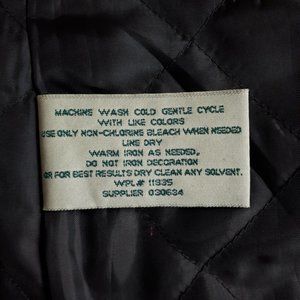 MACHINE WASH COLD GENTLE CYCLE
WITH LIKE COLORS
USE ONLY NON-CHLORINE BLEACH WHEN NEEDED
LINE DRY
WARM IRON AS NEEDED,
DO NOT IRON DECORATION
OR FOR BEST RESULTS DRY CLEAN ANY SOLVENT.
WPL# 11935
SUPPLIER 030634